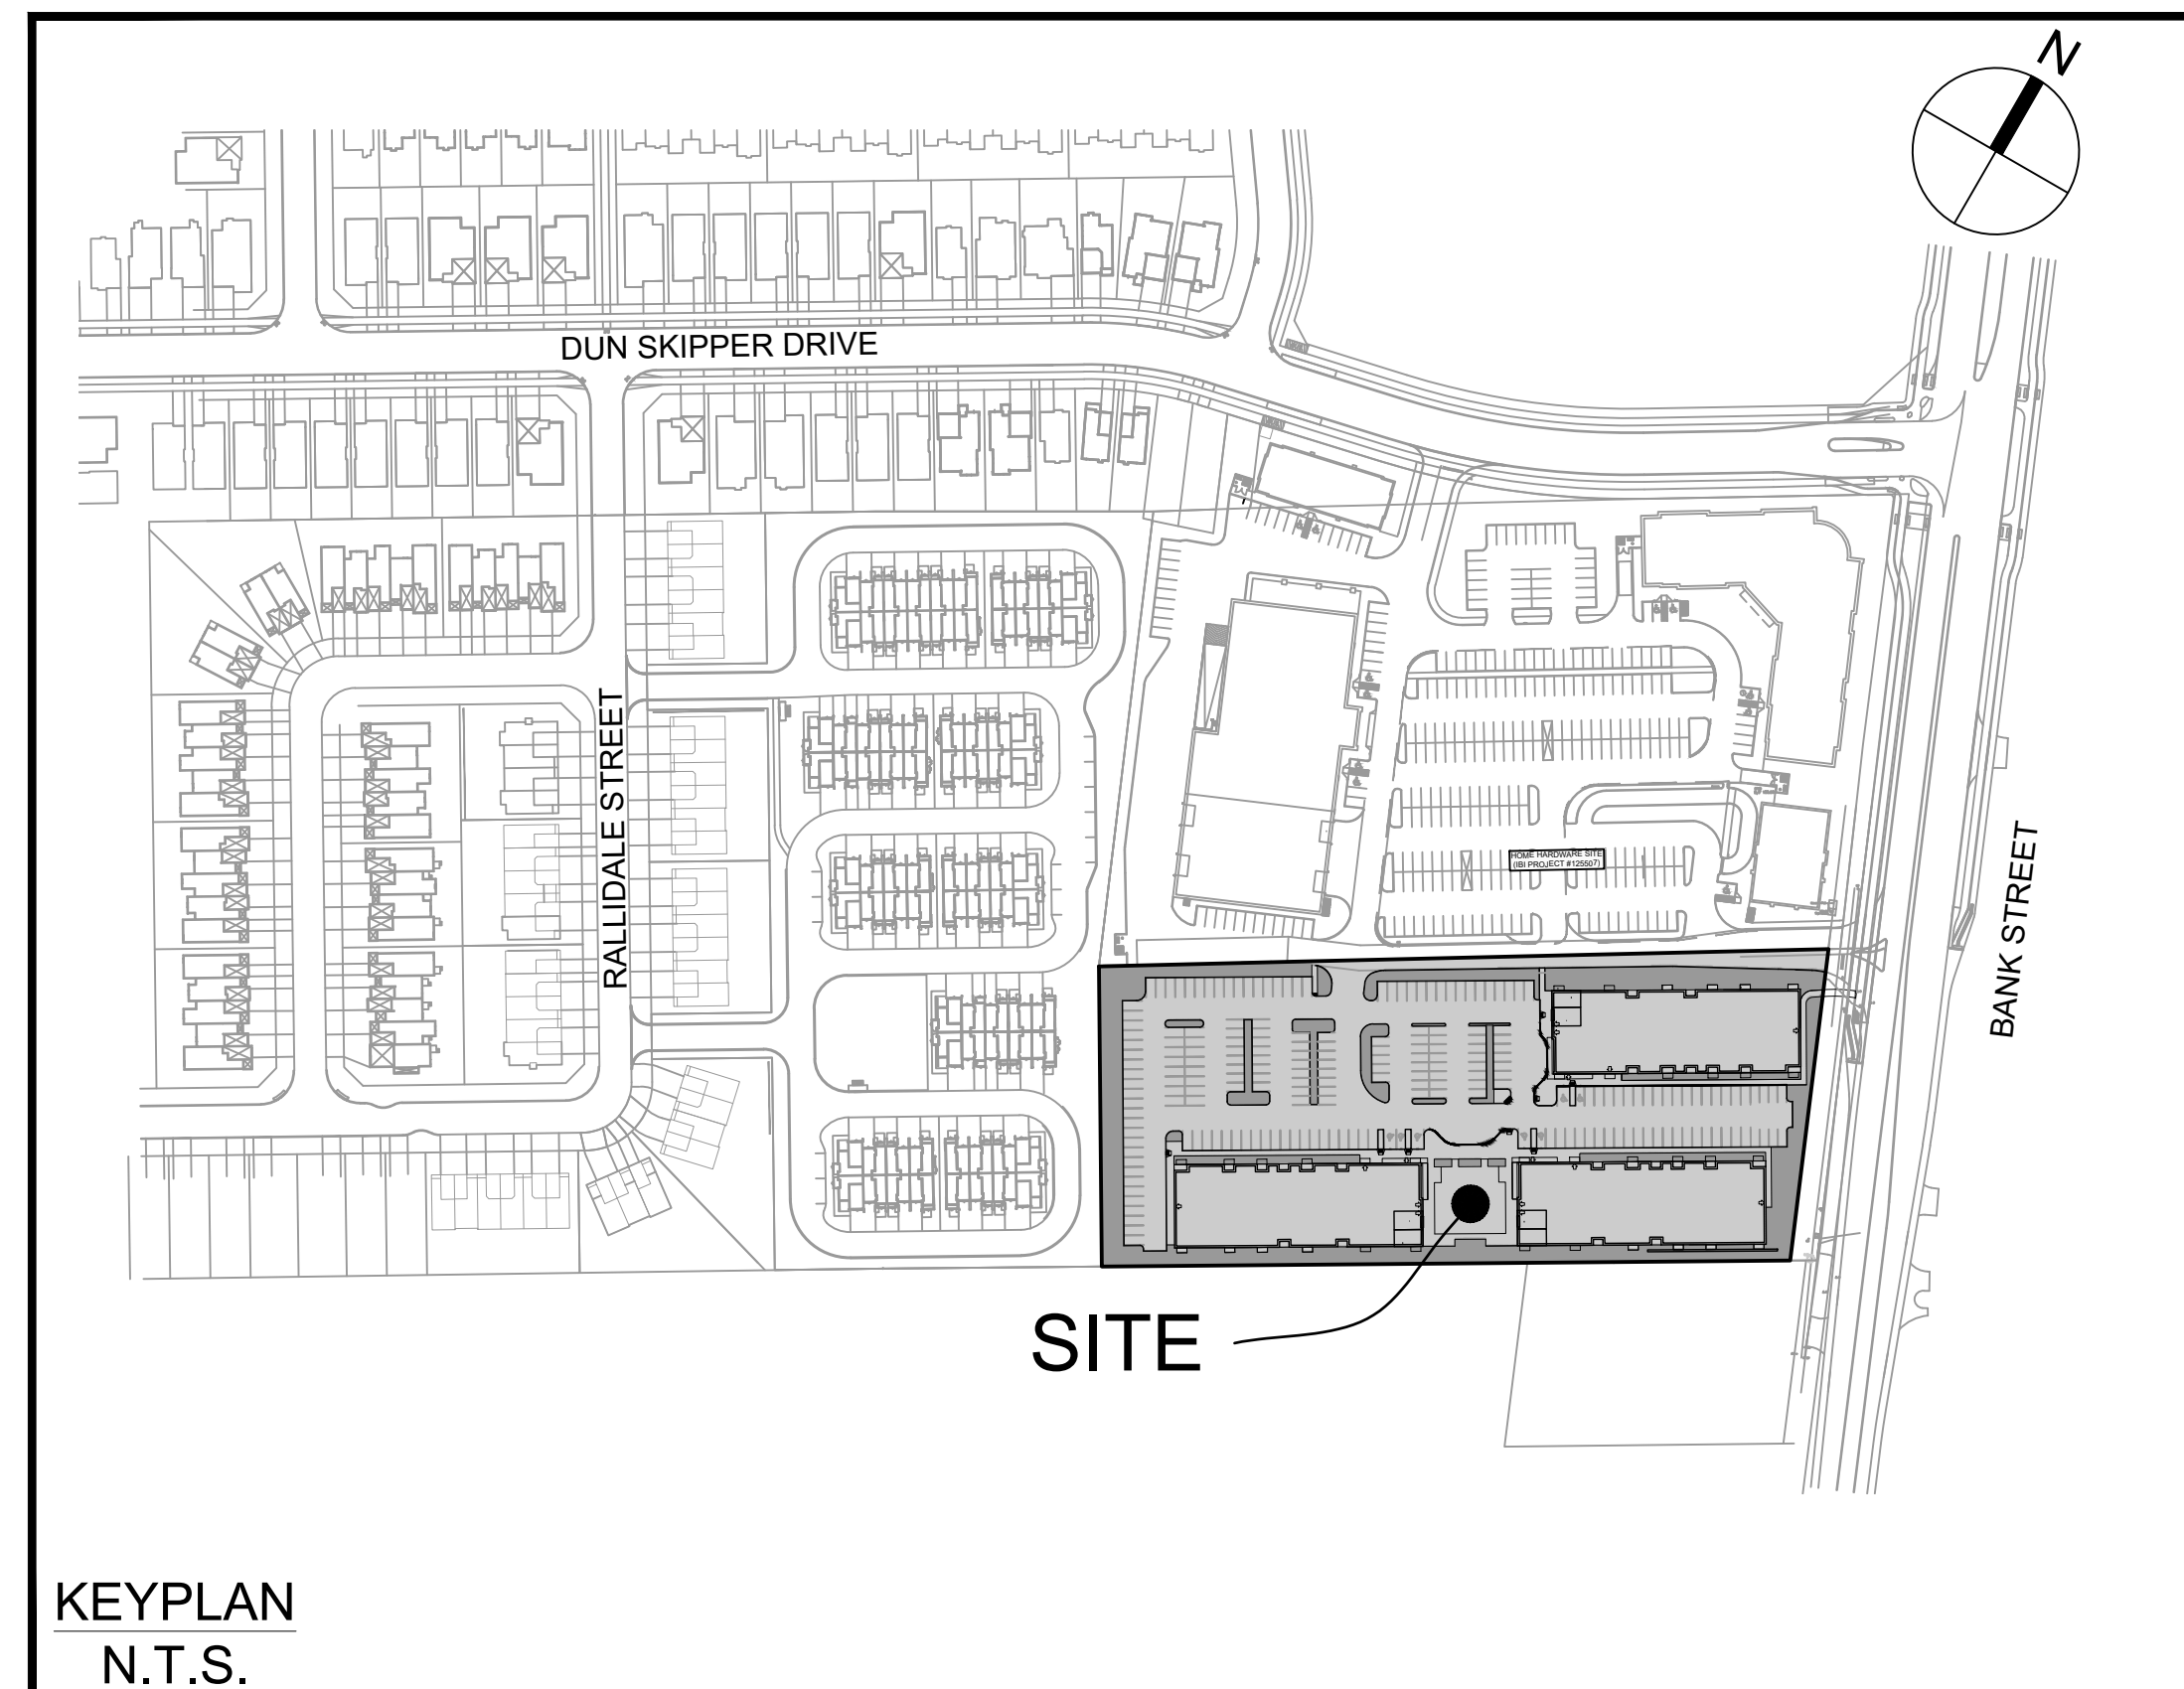 N
DUN SKIPPER DRIVE
RALLIDALE STREET
HOME HARDWARE SITE
(IBI PROJECT #125507)
BANK STREET
SITE
KEYPLAN
N.T.S.